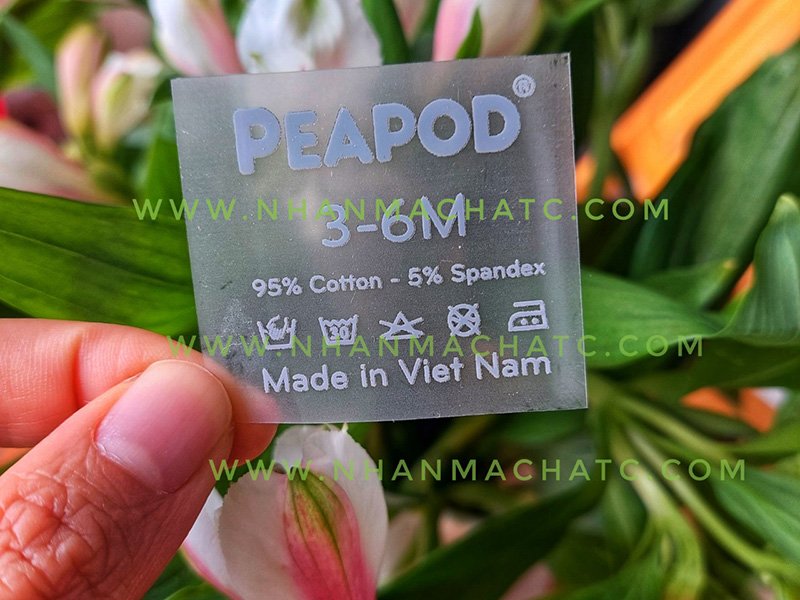 PEAPOD®
WWW.NHANMACHATC.COM
3-6M
95% Cotton - 5% Spandex
30
WWW.NHANMACHATC.COM
Made in Viet Nam
WWW.NHANMACHATC.COM